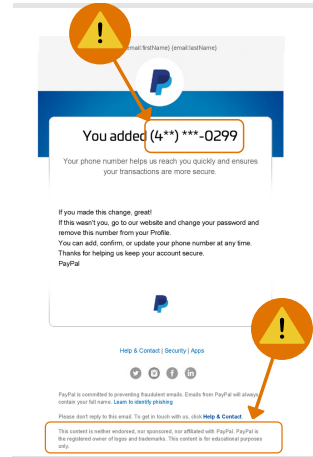 {email:firstName} {email:lastName}
You added (4**) ***-0299
Your phone number helps us reach you quickly and ensures
your transactions are more secure.
If you made this change, great!
If this wasn't you, go to our website and change your password and
remove this number from your Profile.
You can add, confirm, or update your phone number at any time.
Thanks for helping us keep your account secure.
PayPal
Help & Contact | Security | Apps
PayPal is committed to preventing fraudulent emails. Emails from PayPal will always
contain your full name. Learn to identify phishing
Please don't reply to this email. To get in touch with us, click Help & Contact.
This content is neither endorsed, nor sponsored, nor affiliated with PayPal. PayPal is
the registered owner of logos and trademarks. This content is for educational purposes
only.